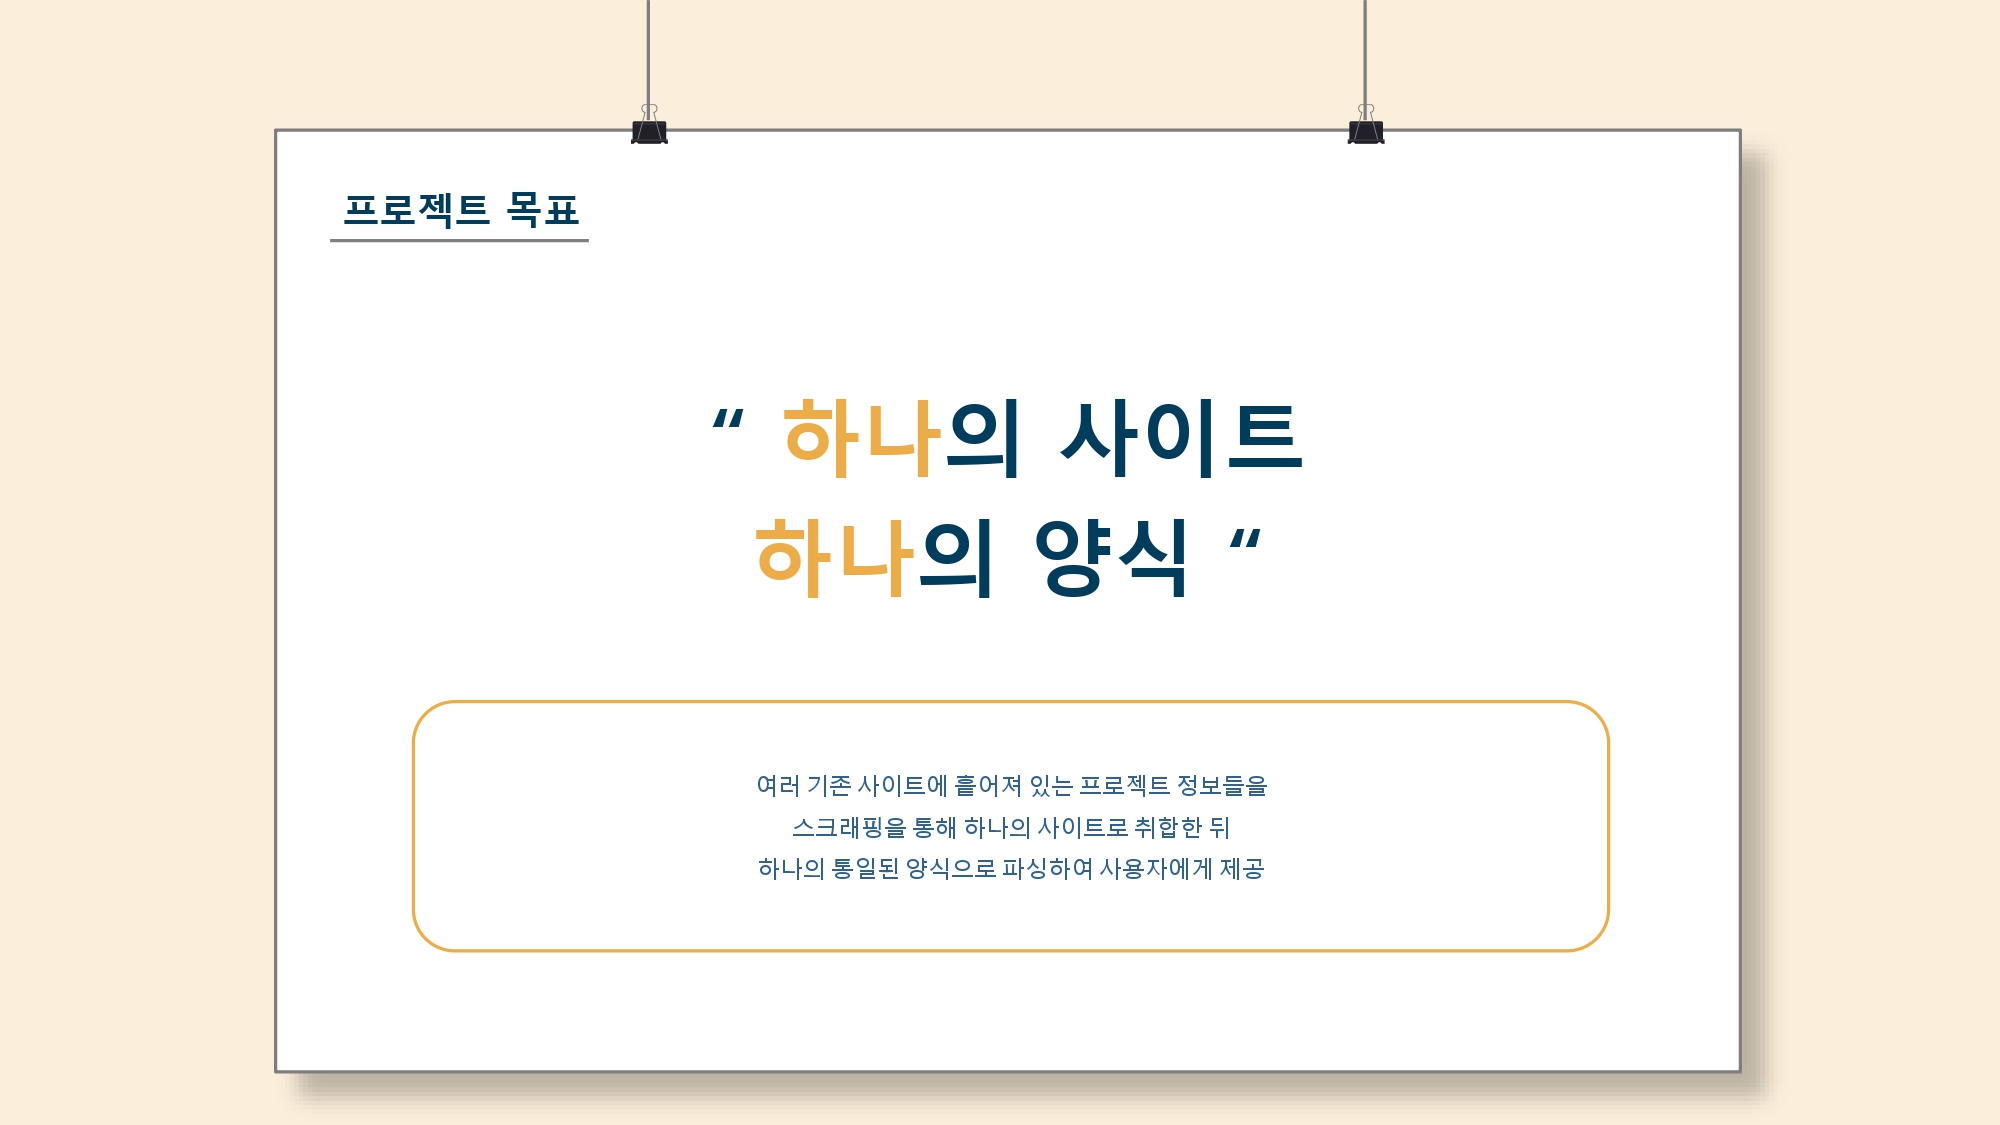 프로젝트 목표
“ 하나의 사이트
하나의 양식 “
여러 기존 사이트에 흩어져 있는 프로젝트 정보들을
스크래핑을 통해 하나의 사이트로 취합한 뒤
하나의 통일된 양식으로 파싱하여 사용자에게 제공